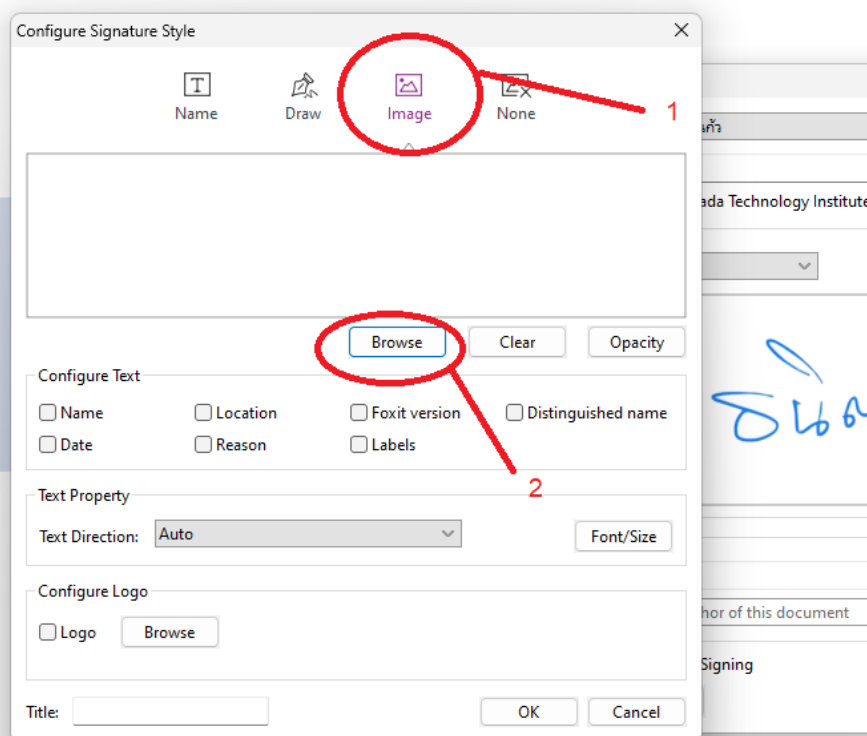 Configure Signature Style
Name
Draw
Image
None
1
Browse
Clear
Opacity
Configure Text
Name
Location
Foxit version
Distinguished name
Date
Reason
Labels
2
Text Property
Text Direction:
Auto
Font/Size
Configure Logo
Logo
Browse
Title:
OK
Cancel
ada Technology Institute
hor of this document
Signing